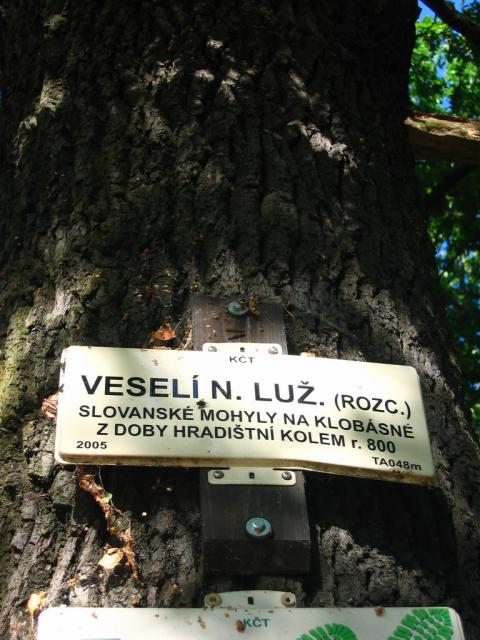 KČT
VESELÍ N. LUŽ. (ROZC.)
SLOVANSKÉ MOHYLY NA KLOBÁSNÉ
Z DOBY HRADIŠTNÍ KOLEM r. 800
2005 TA048m
KČT